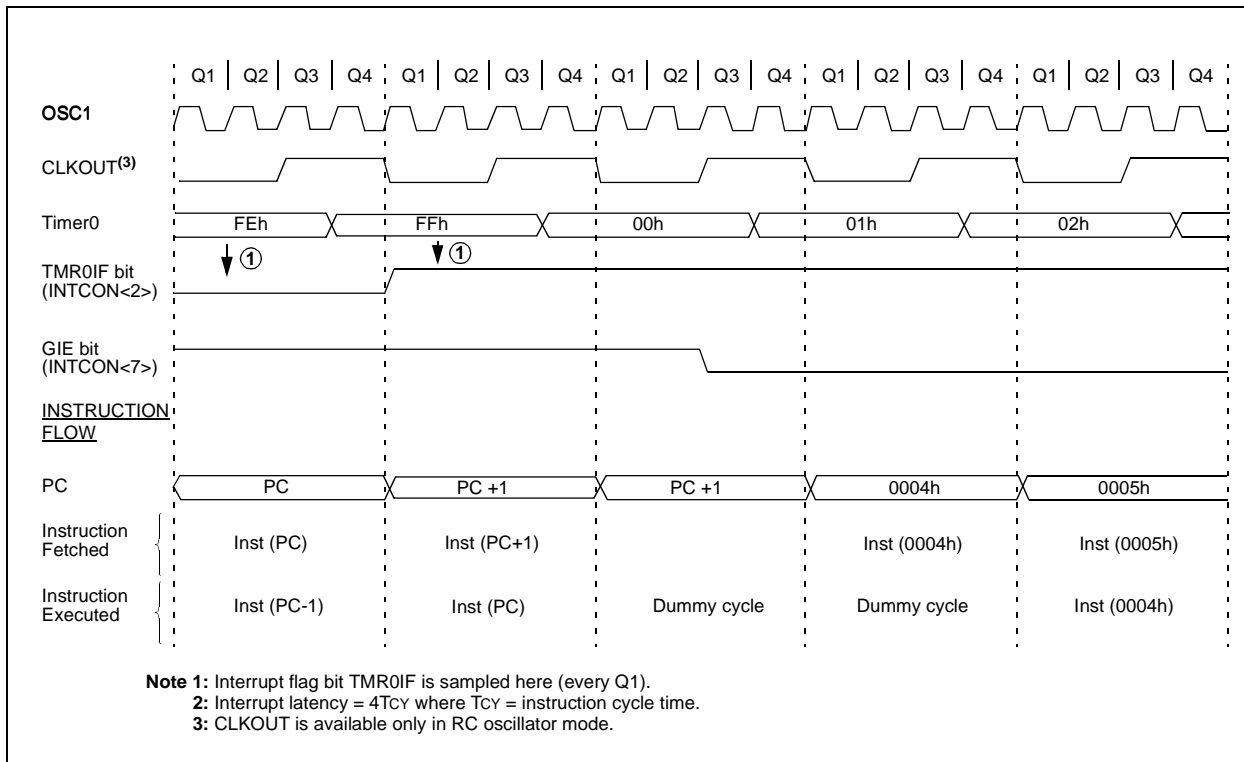 Q1 Q2 Q3 Q4 Q1 Q2 Q3 Q4 Q1 Q2 Q3 Q4 Q1 Q2 Q3 Q4 Q1 Q2 Q3 Q4
OSC1
CLKOUT(3)
Timer0 FEh FFh 00h 01h 02h
1 1
TMR0IF bit
(INTCON<2>)
GIE bit
(INTCON<7>)
INSTRUCTION
FLOW
PC PC PC +1 PC +1 0004h 0005h
Instruction
Fetched Inst (PC) Inst (PC+1) Inst (0004h) Inst (0005h)
Instruction
Executed Inst (PC-1) Inst (PC) Dummy cycle Dummy cycle Inst (0004h)
Note 1: Interrupt flag bit TMR0IF is sampled here (every Q1).
2: Interrupt latency = 4TCY where TCY = instruction cycle time.
3: CLKOUT is available only in RC oscillator mode.